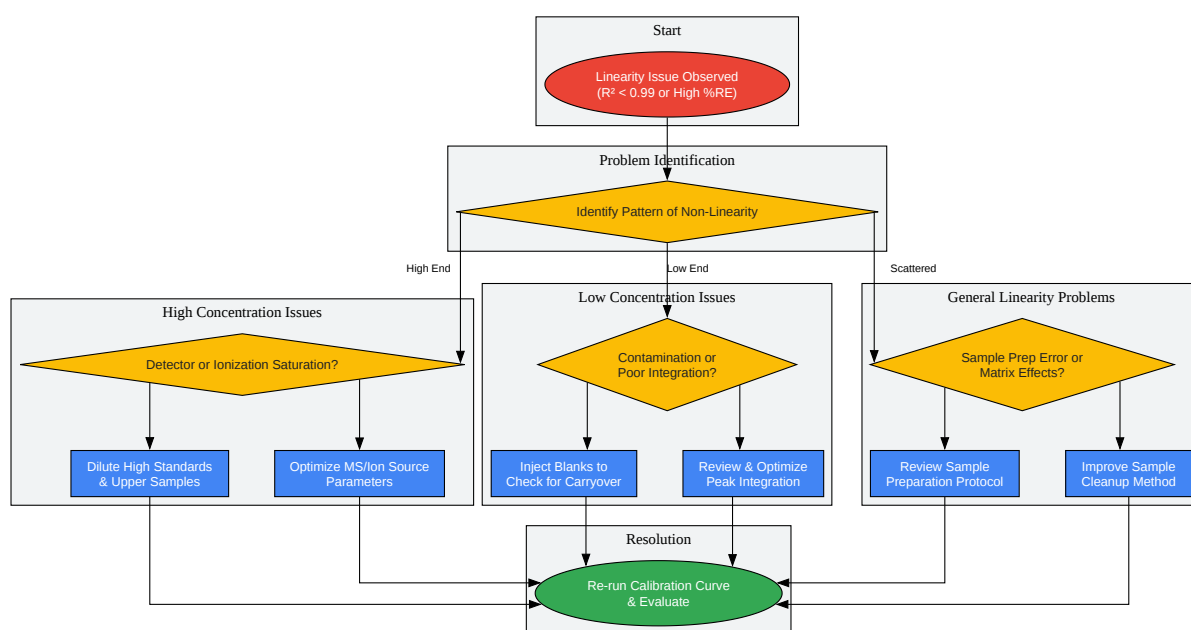 Start
Linearity Issue Observed
(R² < 0.99 or High %RE)
Problem Identification
Identify Pattern of Non-Linearity
High End
Low End
Scattered
High Concentration Issues
Detector or Ionization Saturation?
Dilute High Standards
& Upper Samples
Optimize MS/Ion Source
Parameters
Low Concentration Issues
Contamination or
Poor Integration?
Inject Blanks to
Check for Carryover
Review & Optimize
Peak Integration
General Linearity Problems
Sample Prep Error or
Matrix Effects?
Review Sample
Preparation Protocol
Improve Sample
Cleanup Method
Resolution
Re-run Calibration Curve
& Evaluate